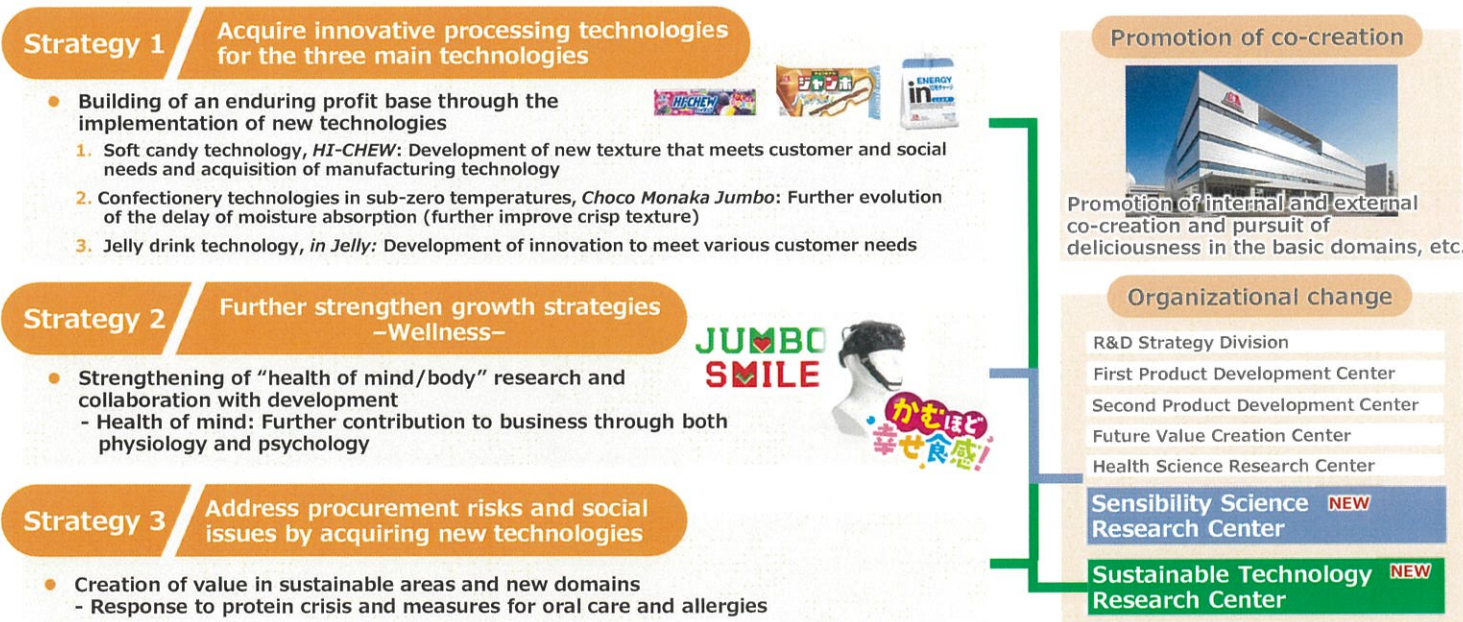 Strategy 1
Acquire innovative processing technologies
for the three main technologies
● Building of an enduring profit base through the
implementation of new technologies
HI-CHEW
ジャンボ
ENERGY
in
1. Soft candy technology, HI-CHEW: Development of new texture that meets customer and social
needs and acquisition of manufacturing technology
2. Confectionery technologies in sub-zero temperatures, Choco Monaka Jumbo: Further evolution
of the delay of moisture absorption (further improve crisp texture)
3. Jelly drink technology, in Jelly: Development of innovation to meet various customer needs
Strategy 2
Further strengthen growth strategies
–Wellness–
● Strengthening of “health of mind/body” research and
collaboration with development
- Health of mind: Further contribution to business through both
physiology and psychology
JUMBO
SMILE
かむほど
幸せ食感!
Strategy 3
Address procurement risks and social
issues by acquiring new technologies
● Creation of value in sustainable areas and new domains
- Response to protein crisis and measures for oral care and allergies
Promotion of co-creation
Promotion of internal and external
co-creation and pursuit of
deliciousness in the basic domains, etc.
Organizational change
R&D Strategy Division
First Product Development Center
Second Product Development Center
Future Value Creation Center
Health Science Research Center
Sensibility Science NEW
Research Center
Sustainable Technology NEW
Research Center